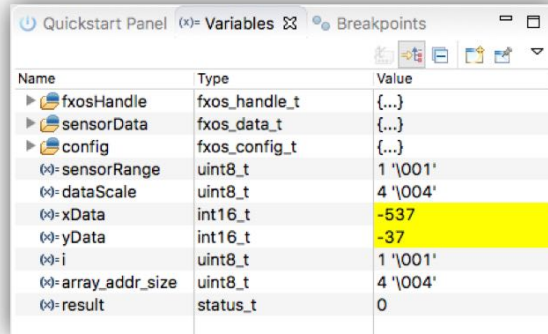 Quickstart Panel (x)= Variables Breakpoints
Name Type Value
fxosHandle fxos_handle_t {...}
sensorData fxos_data_t {...}
config fxos_config_t {...}
(x)= sensorRange uint8_t 1 '\001'
(x)= dataScale uint8_t 4 '\004'
(x)= xData int16_t -537
(x)= yData int16_t -37
(x)= i uint8_t 1 '\001'
(x)= array_addr_size uint8_t 4 '\004'
(x)= result status_t 0